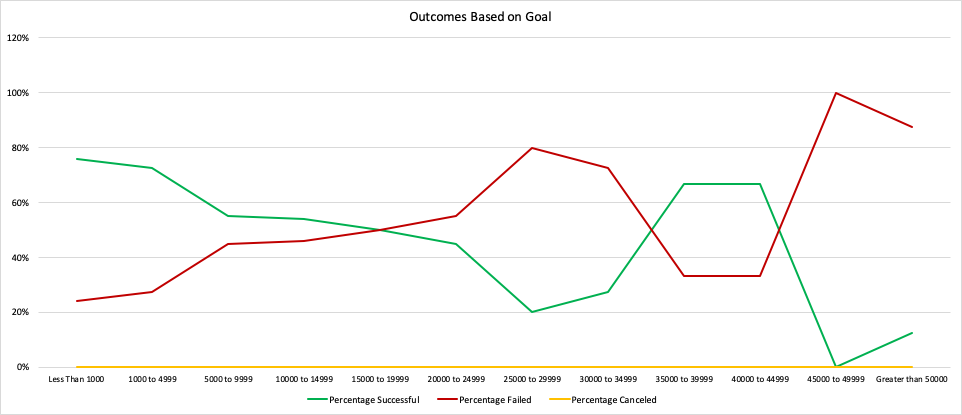 Outcomes Based on Goal
120%
100%
80%
60%
40%
20%
0%
Less Than 1000 1000 to 4999 5000 to 9999 10000 to 14999 15000 to 19999 20000 to 24999 25000 to 29999 30000 to 34999 35000 to 39999 40000 to 44999 45000 to 49999 Greater than 50000
Percentage Successful Percentage Failed Percentage Canceled